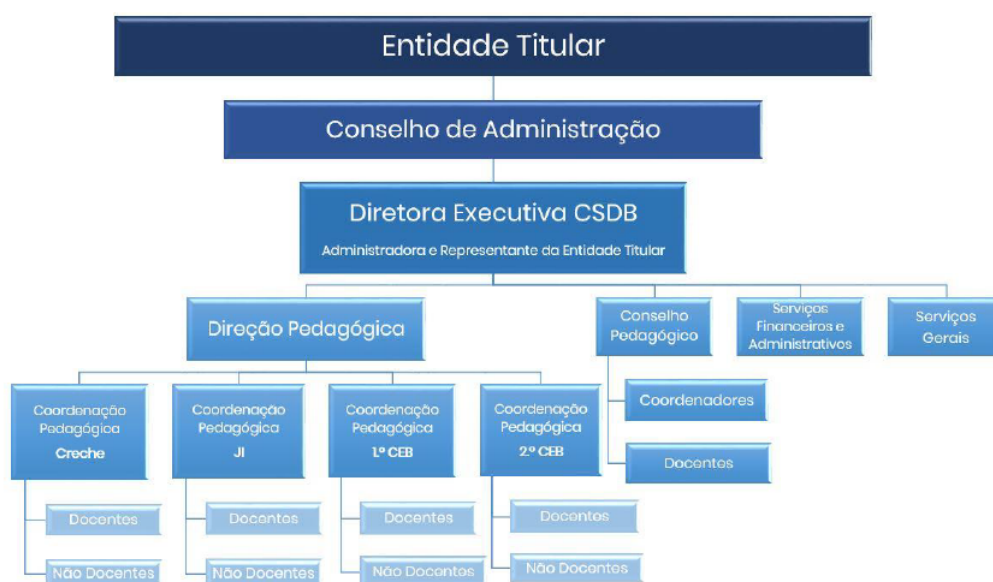 Entidade Titular
Conselho de Administração
Diretora Executiva CSDB
Administradora e Representante da Entidade Titular
Direção Pedagógica
Conselho
Pedagógico
Serviços
Financeiros e
Administrativos
Serviços
Gerais
Coordenação
Pedagógica
Creche
Coordenação
Pedagógica
JI
Coordenação
Pedagógica
1.º CEB
Coordenação
Pedagógica
2.º CEB
Coordenadores
Docentes
Docentes
Não Docentes
Docentes
Não Docentes
Docentes
Não Docentes
Docentes
Não Docentes